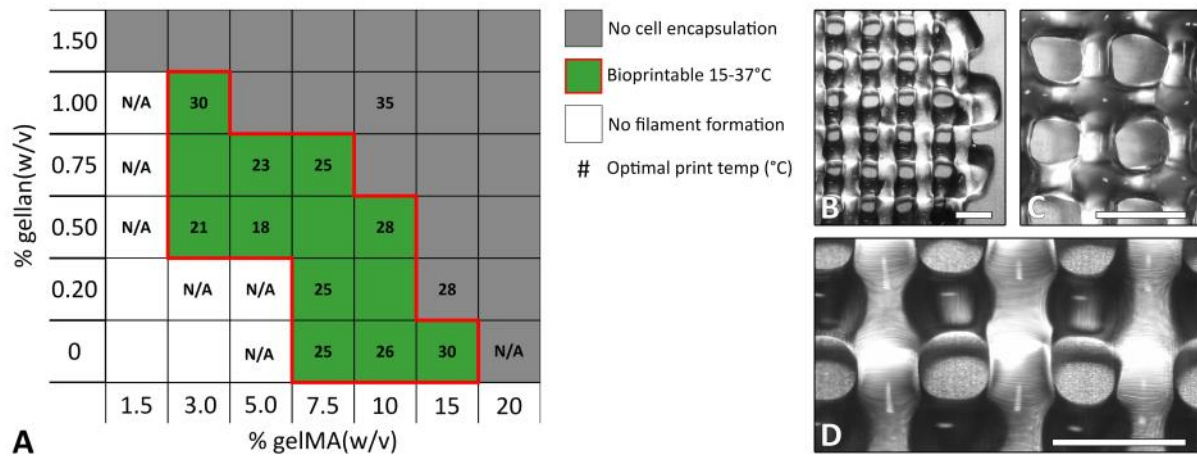 1.50
1.00 N/A 30 35
0.75 N/A 23 25
0.50 N/A 21 18 28
0.20 N/A N/A 25 28
0 N/A 25 26 30 N/A
1.5 3.0 5.0 7.5 10 15 20
% gellan(w/v)
% gelMA(w/v)
A
No cell encapsulation
Bioprintable 15-37°C
No filament formation
# Optimal print temp (°C)
B
C
D